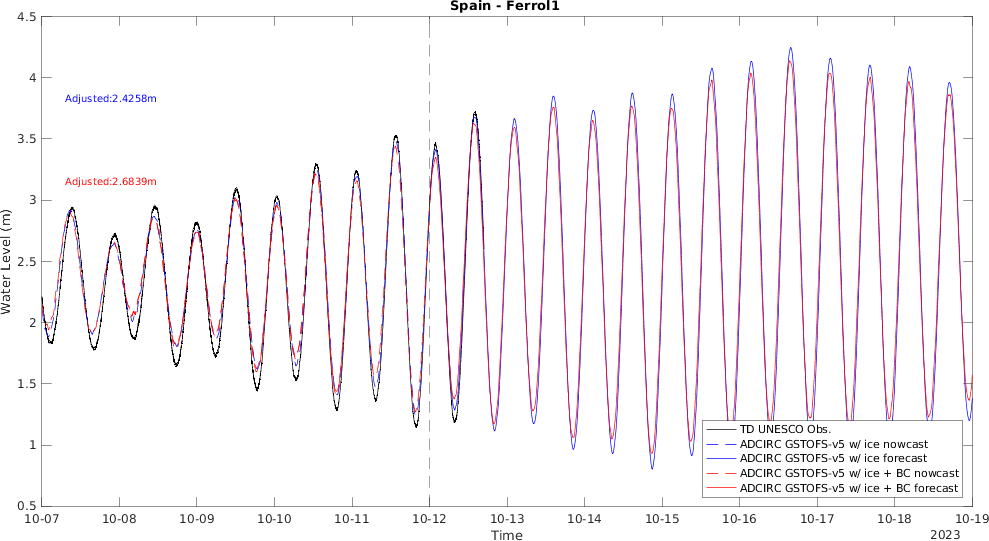 Spain - Ferrol1
4.5
4
3.5
3
2.5
2
1.5
1
0.5
Water Level (m)
Adjusted:2.4258m
Adjusted:2.6839m
TD UNESCO Obs.
ADCIRC GSTOFS-v5 w/ ice nowcast
ADCIRC GSTOFS-v5 w/ ice forecast
ADCIRC GSTOFS-v5 w/ ice + BC nowcast
ADCIRC GSTOFS-v5 w/ ice + BC forecast
10-07 10-08 10-09 10-10 10-11 10-12 10-13 10-14 10-15 10-16 10-17 10-18 10-19
Time
2023